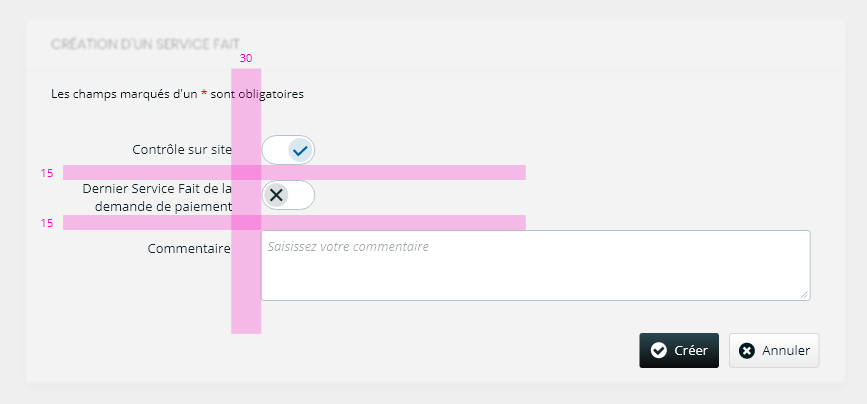 CRÉATION D'UN SERVICE FAIT
30
Les champs marqués d'un * sont obligatoires
Contrôle sur site
15
Dernier Service Fait de la
demande de paiement
15
Commentaire
Saisissez votre commentaire
Créer
Annuler